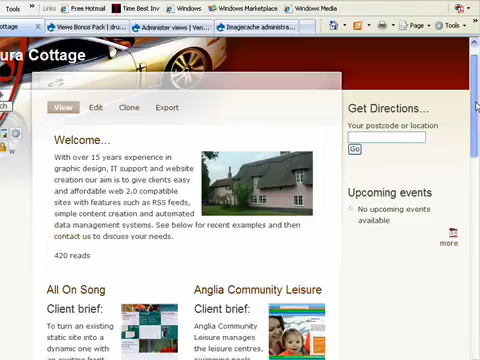 Tools
Links
Free Hotmail
Time Best Inv
Windows
Windows Marketplace
Windows Media
ottage
Views Bonus Pack | dru...
Administer views | Ven...
Imagecache administra...
Page
Tools
ura Cottage
View
Edit
Clone
Export
ch
w
Welcome...
With over 15 years experience in
graphic design, IT support and website
creation our aim is to give clients easy
and affordable web 2.0 compatible
sites with features such as RSS feeds,
simple content creation and automated
data management systems. See below for recent examples and then
contact us to discuss your needs.
420 reads
All On Song
Client brief:
To turn an existing
static site into a
dynamic one with
an exciting front
Anglia Community Leisure
Client brief:
Anglia Community
Leisure manages
the leisure centres,
swimming pools
Get Directions...
Your postcode or location
Go
Upcoming events
No upcoming events
available
more